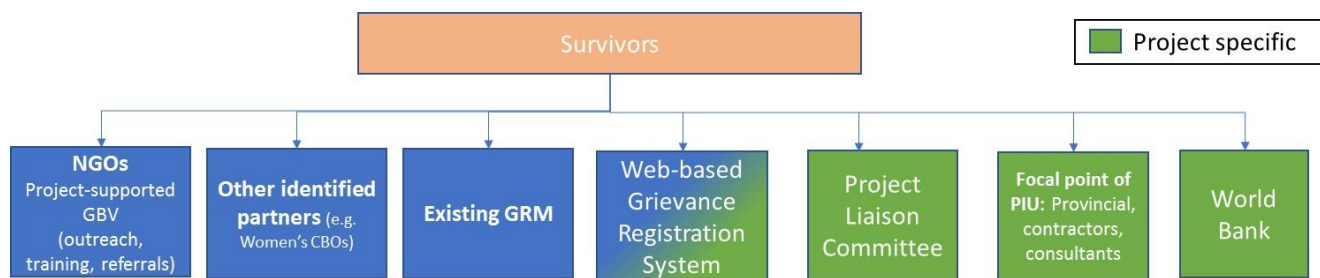 Survivors
Project specific
NGOs
Project-supported
GBV
(outreach,
training, referrals)
Other identified
partners (e.g.
Women's CBOs)
Existing GRM
Web-based
Grievance
Registration
System
Project
Liaison
Committee
Focal point of
PIU: Provincial,
contractors,
consultants
World
Bank